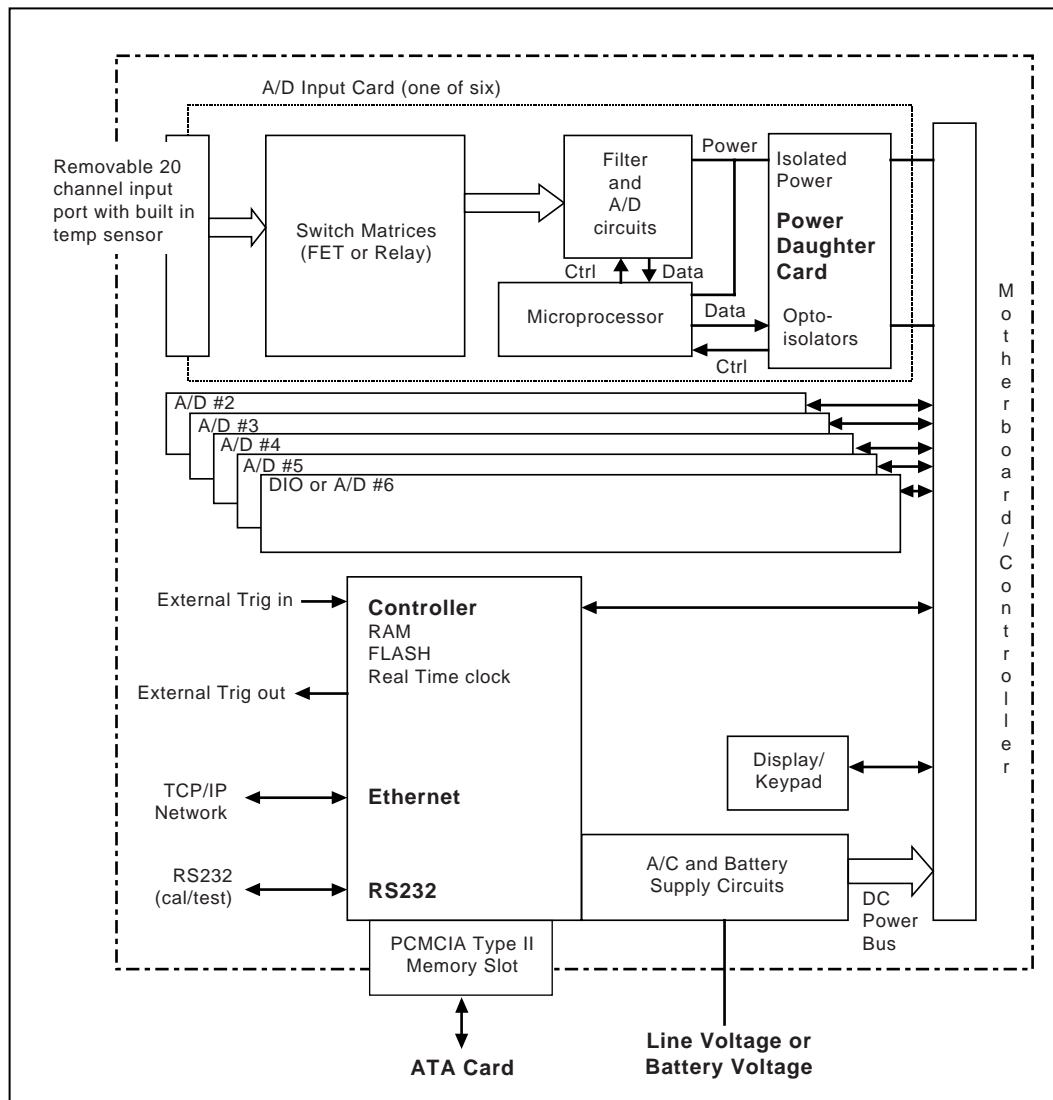 A/D Input Card (one of six)
Removable 20
channel input
port with built in
temp sensor
Switch Matrices
(FET or Relay)
Filter
and
A/D
circuits
Power
Isolated
Power
Power
Daughter
Card
Opto-
isolators
Ctrl
Data
Microprocessor
Data
Ctrl
Motherboard/Controller
A/D #2
A/D #3
A/D #4
A/D #5
DIO or A/D #6
External Trig in
Controller
RAM
FLASH
Real Time clock
External Trig out
Display/
Keypad
TCP/IP
Network
Ethernet
RS232
(cal/test)
RS232
A/C and Battery
Supply Circuits
DC
Power
Bus
PCMCIA Type II
Memory Slot
ATA Card
Line Voltage or
Battery Voltage